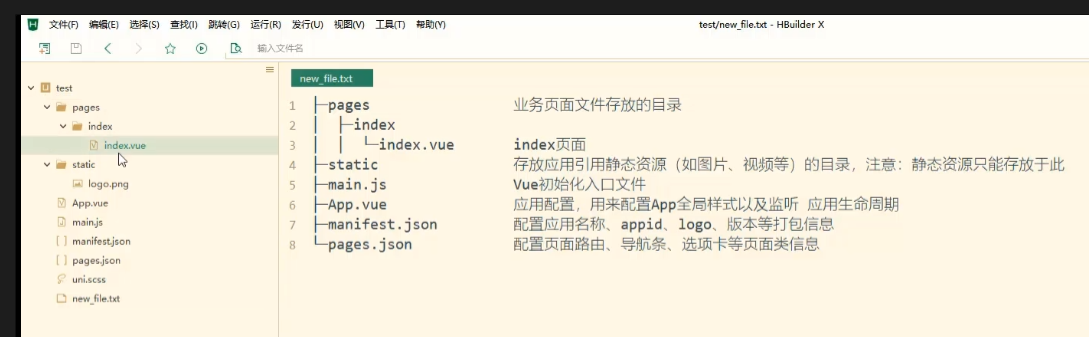 文件(F) 编辑(E) 选择(S) 查找(I) 跳转(G) 运行(R) 发行(U) 视图(V) 工具(T) 帮助(Y) test/new_file.txt - HBuilder X
输入文件名
test
pages
index
index.vue
static
logo.png
App.vue
main.js
manifest.json
pages.json
uni.scss
new_file.txt
new_file.txt
1 ├─pages 业务页面文件存放的目录
2 │ ├─index
3 │ │ └─index.vue index页面
4 ├─static 存放应用引用静态资源（如图片、视频等）的目录，注意：静态资源只能存放于此
5 ├─main.js Vue初始化入口文件
6 ├─App.vue 应用配置，用来配置App全局样式以及监听 应用生命周期
7 ├─manifest.json 配置应用名称、appid、logo、版本等打包信息
8 └─pages.json 配置页面路由、导航条、选项卡等页面类信息